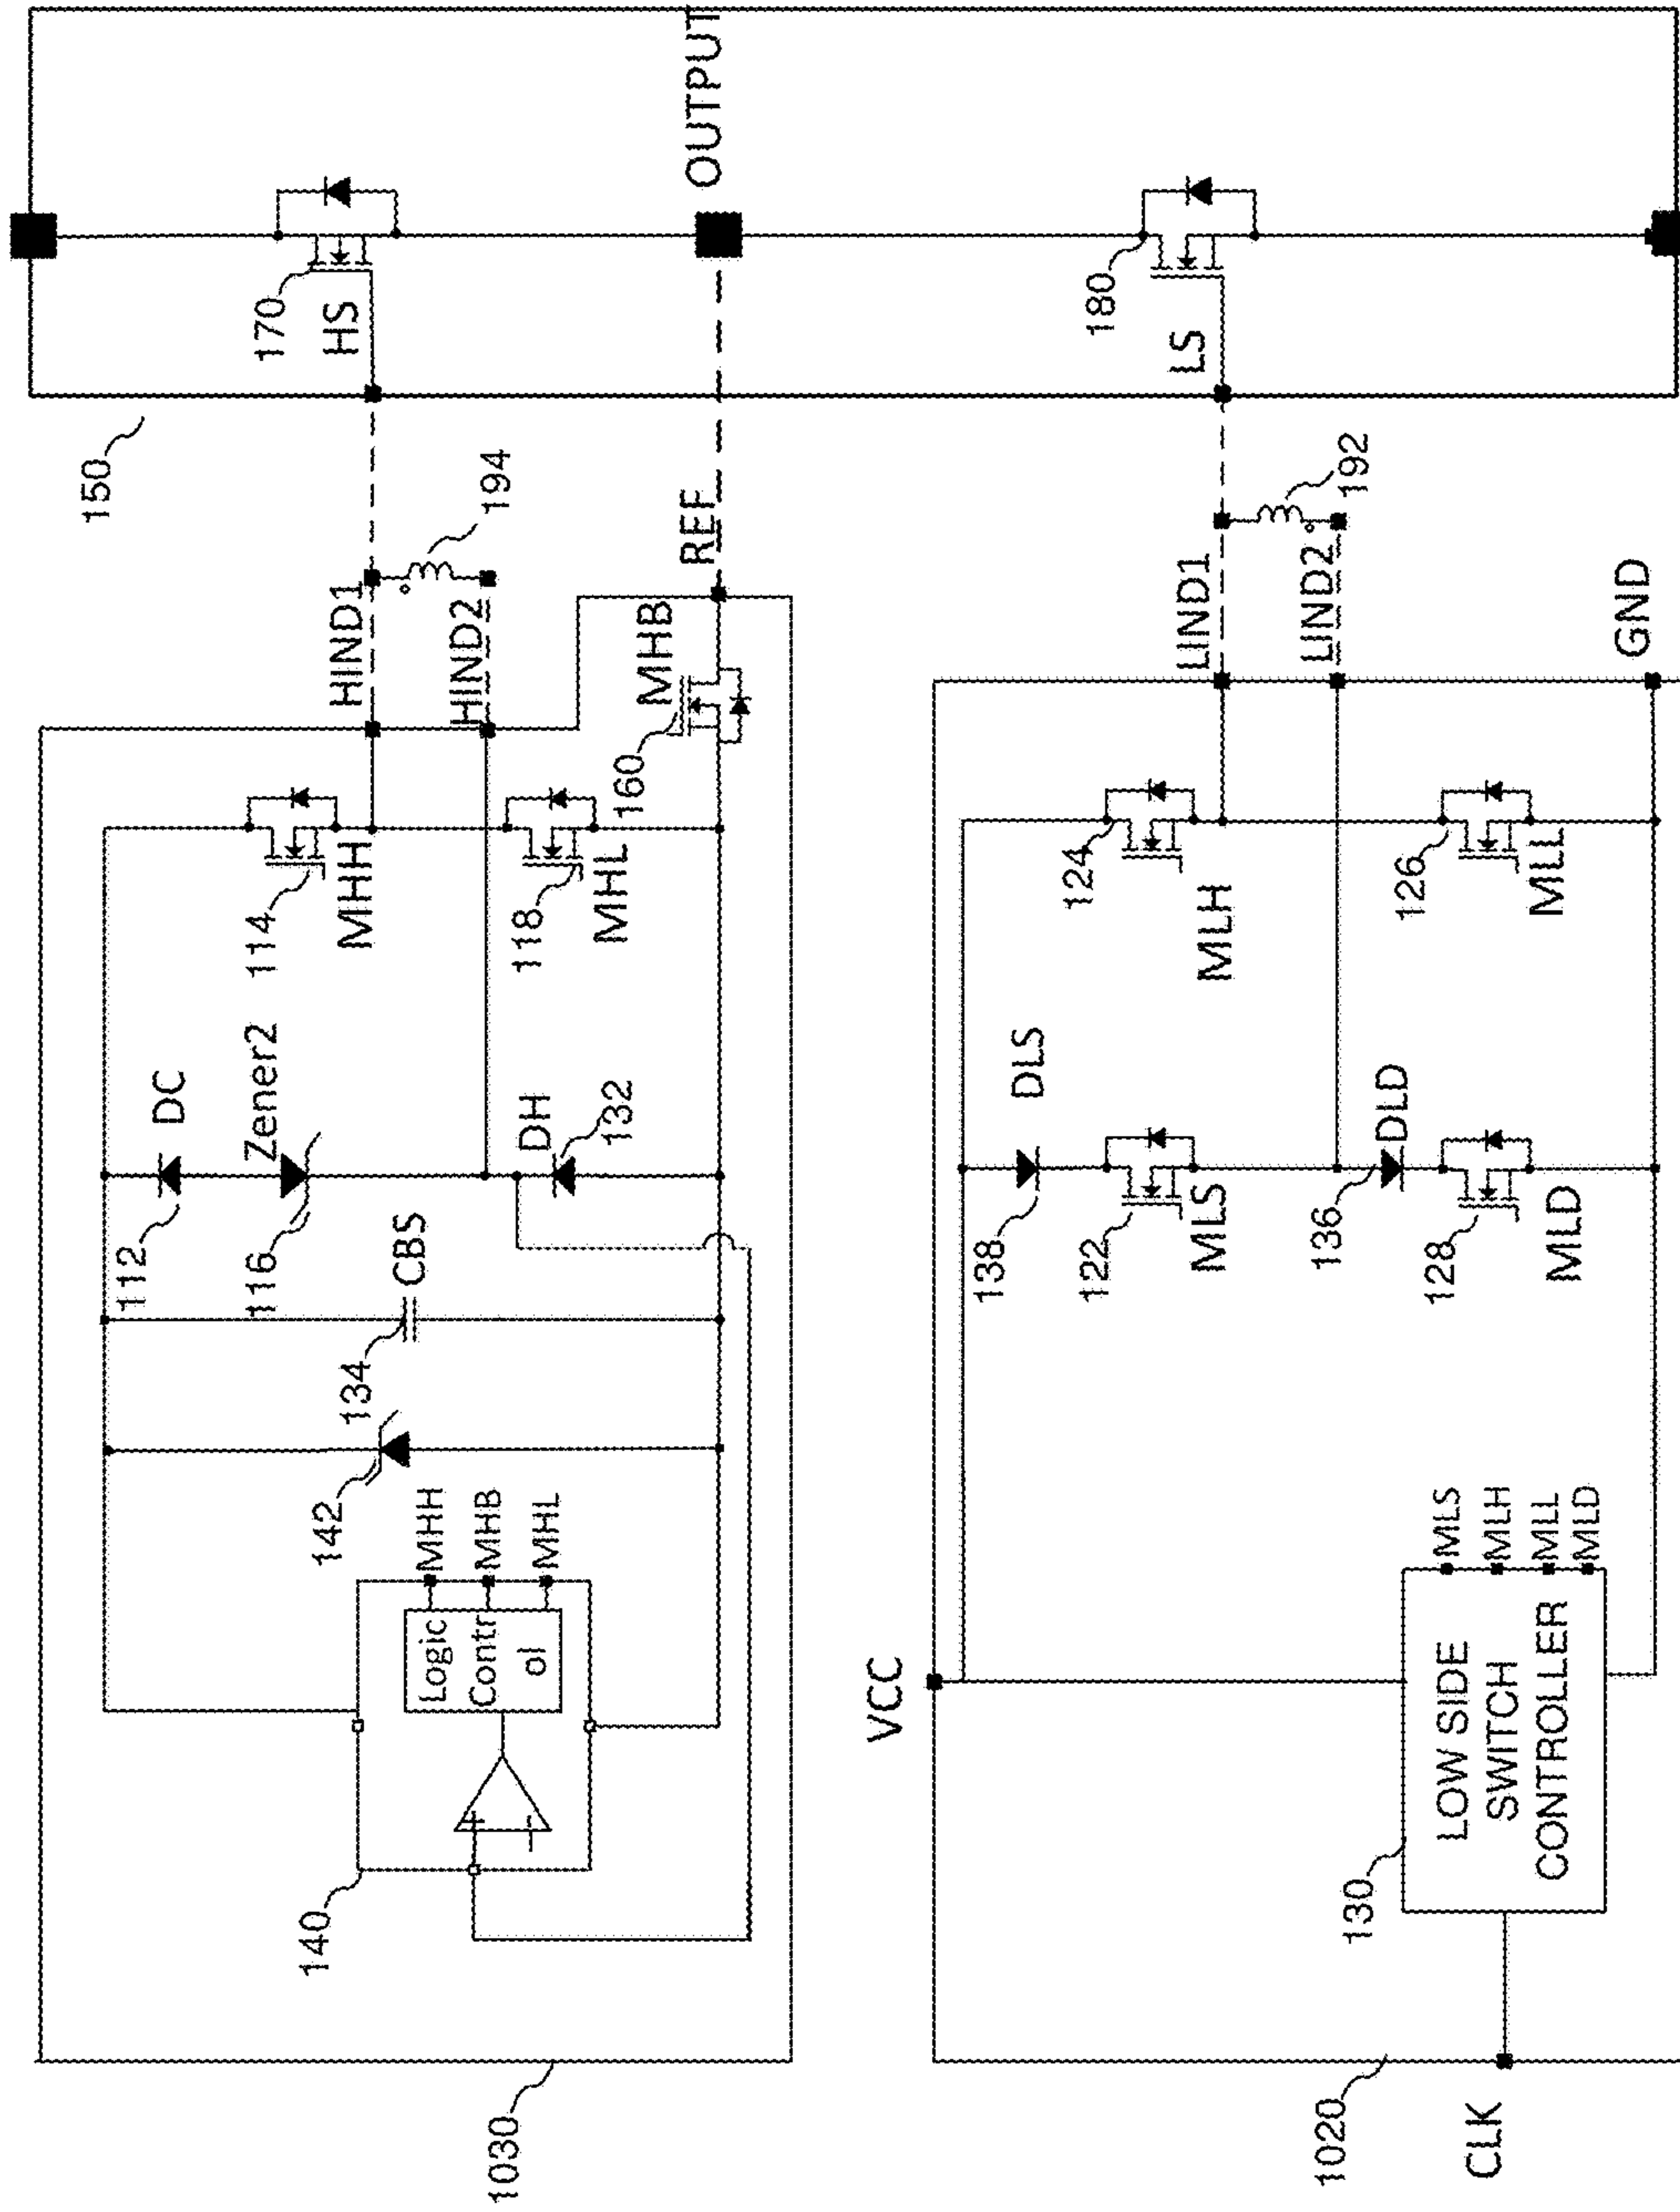 150
170
HS
OUTPUT
180
LS
194
HIND1
HIND2
REF
192
LIND1
LIND2
GND
114
MHH
118
MHL
160
MHB
DC
112
Zener2
116
DH
132
CBS
134
142
MHH
MHB
MHL
Logic
Contr
ol
+
-
140
1030
124
MLH
126
MLL
DLS
138
122
MLS
DLD
136
128
MLD
VCC
MLS
MLH
MLL
MLD
LOW SIDE
SWITCH
CONTROLLER
130
1020
CLK